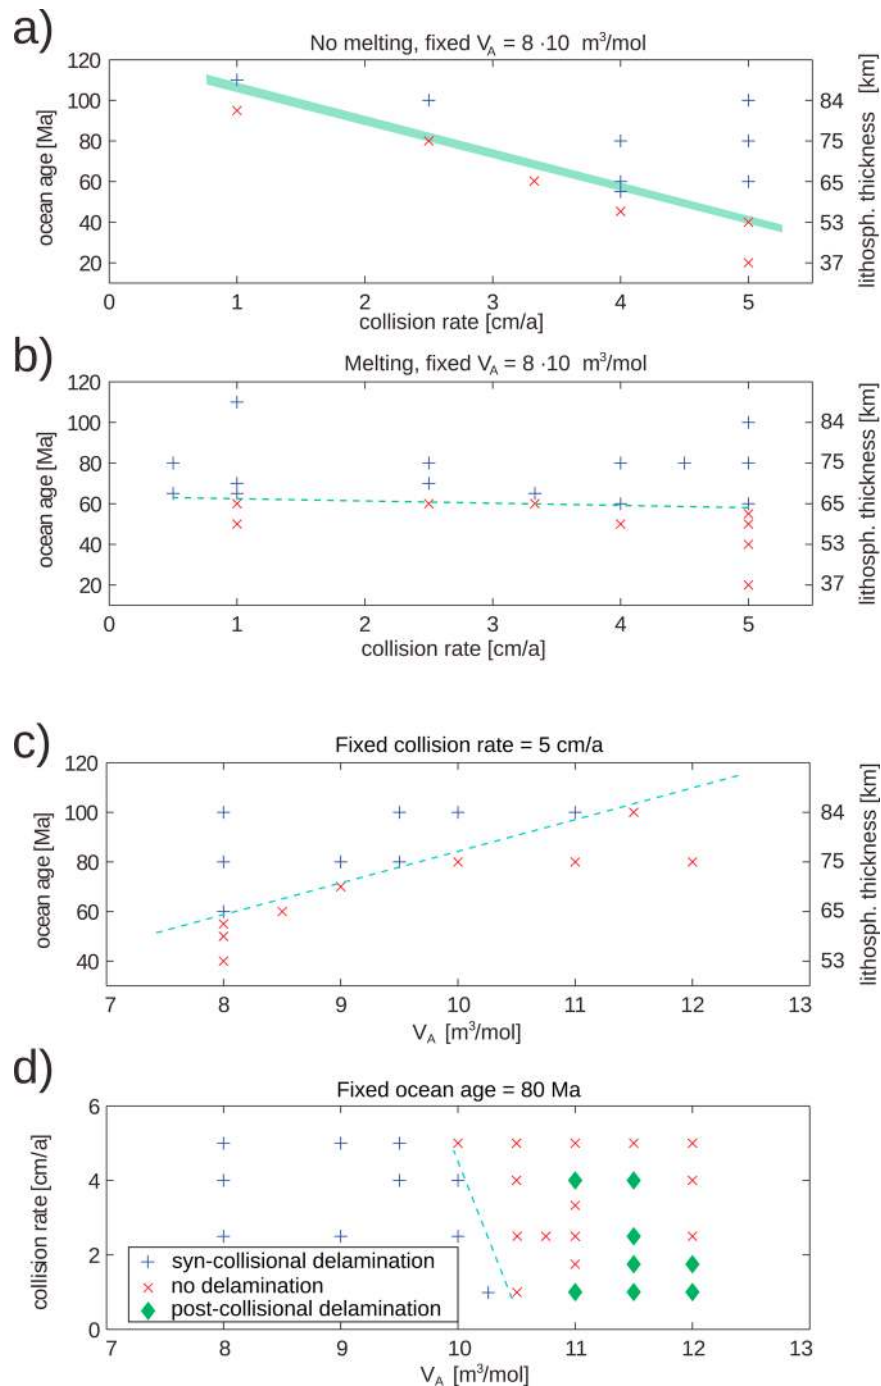 a)
No melting, fixed V_A = 8 ·10 m³/mol
120
100
80
60
40
20
ocean age [Ma]
84
75
65
53
37
lithosph. thickness [km]
0 1 2 3 4 5
collision rate [cm/a]
b)
Melting, fixed V_A = 8 ·10 m³/mol
120
100
80
60
40
20
ocean age [Ma]
84
75
65
53
37
lithosph. thickness [km]
0 1 2 3 4 5
collision rate [cm/a]
c)
Fixed collision rate = 5 cm/a
120
100
80
60
40
ocean age [Ma]
84
75
65
53
lithosph. thickness [km]
7 8 9 10 11 12 13
V_A [m³/mol]
d)
Fixed ocean age = 80 Ma
6
4
2
0
collision rate [cm/a]
syn-collisional delamination
no delamination
post-collisional delamination
7 8 9 10 11 12 13
V_A [m³/mol]